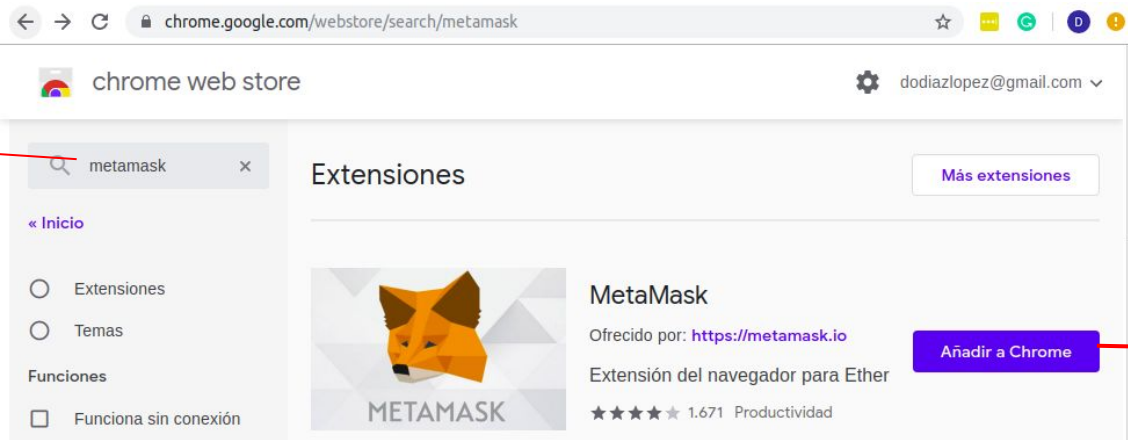 chrome.google.com/webstore/search/metamask
G
D
chrome web store
dodiazlopez@gmail.com
metamask ×
Extensiones
Más extensiones
« Inicio
Extensiones
Temas
Funciones
Funciona sin conexión
METAMASK
MetaMask
Ofrecido por: https://metamask.io
Añadir a Chrome
Extensión del navegador para Ether
1.671 Productividad